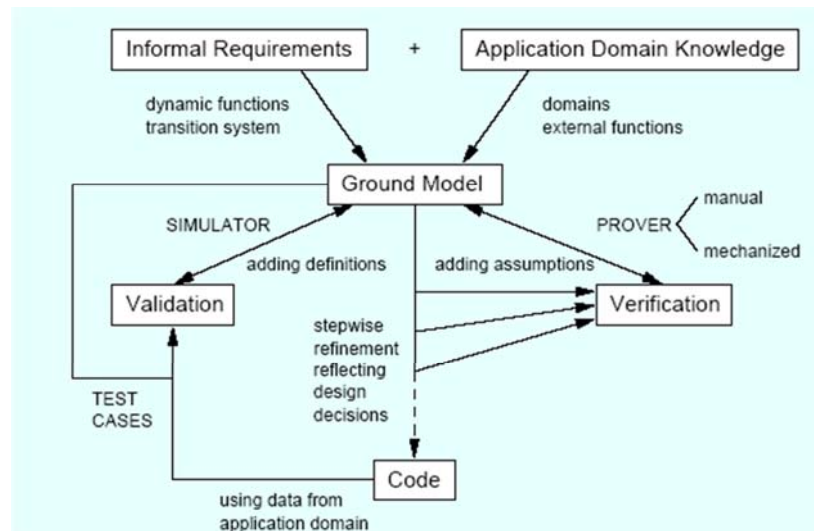 Informal Requirements + Application Domain Knowledge
dynamic functions
transition system
domains
external functions
Ground Model
SIMULATOR
PROVER
manual
mechanized
adding definitions
adding assumptions
Validation
Verification
stepwise
refinement
reflecting
design
decisions
TEST
CASES
Code
using data from
application domain